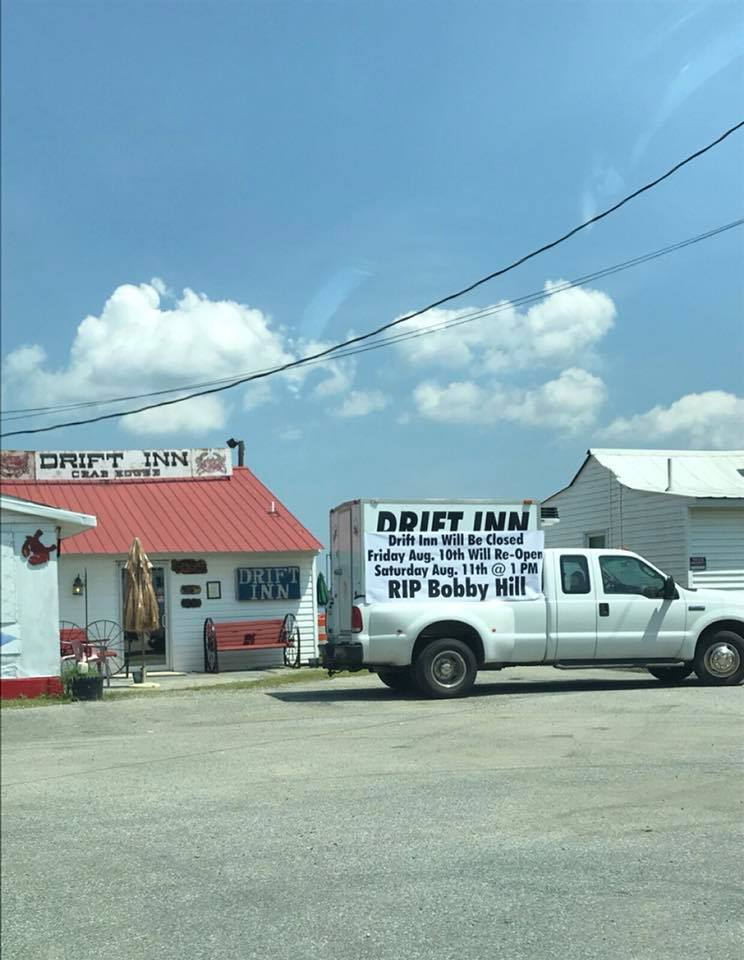 DRIFT INN
CRAB HOUSE
DRIFT
INN
DRIFT INN
Drift Inn Will Be Closed
Friday Aug. 10th Will Re-Open
Saturday Aug. 11th @ 1 PM
RIP Bobby Hill